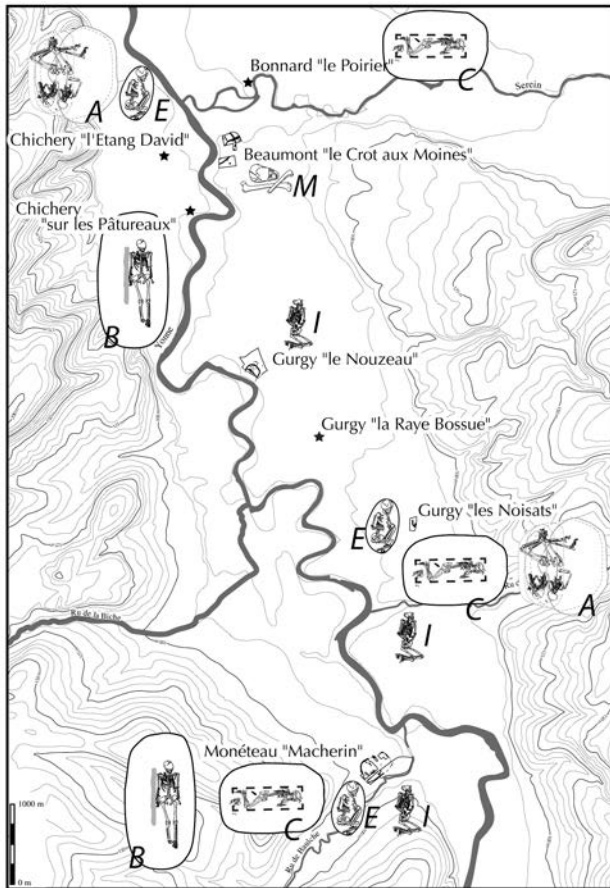 Bonnard "le Poirier"
C
Serein
A
E
Chichery "l'Etang David"
Beaumont "le Crot aux Moines"
M
Chichery
"sur les Pâtureaux"
B
Yonne
I
Gurgy "le Nouzeau"
Gurgy "la Raye Bossue"
Gurgy "les Noisats"
E
C
A
Ru de la Biche
I
Monéteau "Macherin"
B
C
E
I
1000 m
0 m